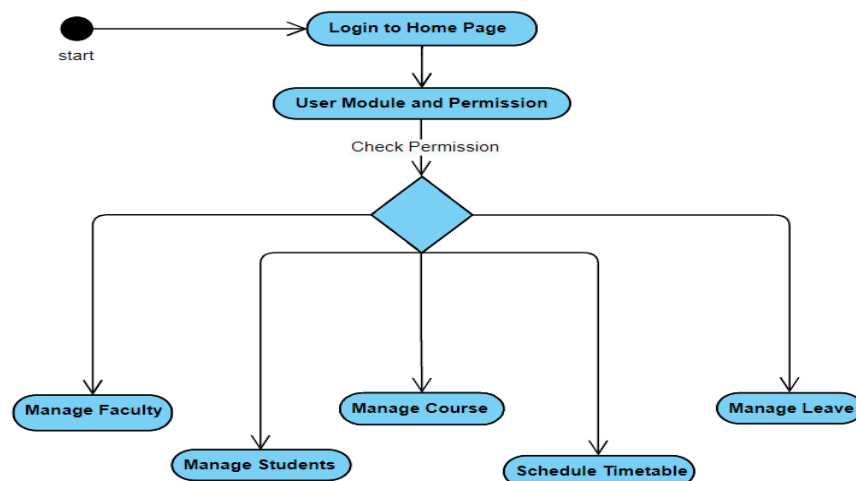 Login to Home Page
start
User Module and Permission
Check Permission
Manage Faculty
Manage Course
Manage Leave
Manage Students
Schedule Timetable